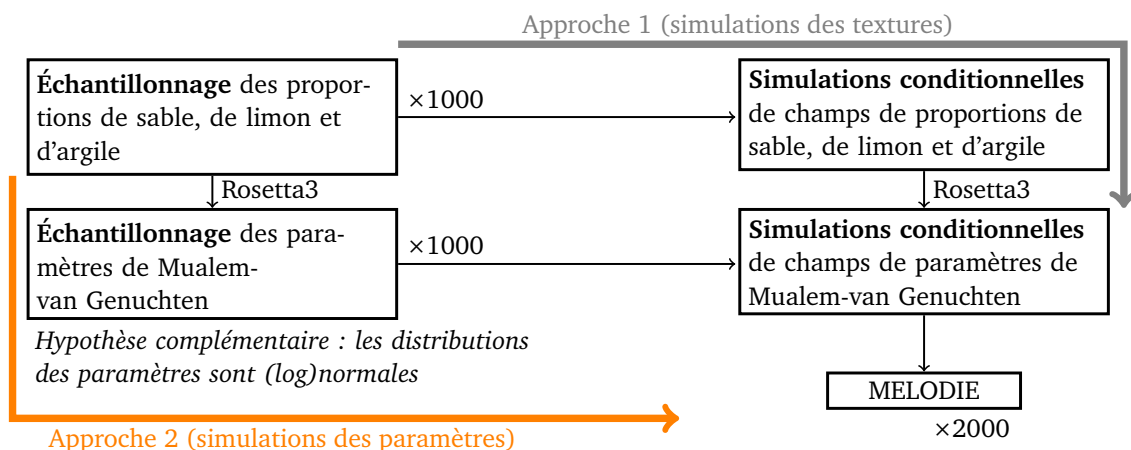 Approche 1 (simulations des textures)
Échantillonnage des propor-
tions de sable, de limon et
d'argile
×1000
Simulations conditionnelles
de champs de proportions de
sable, de limon et d'argile
Rosetta3
Rosetta3
Échantillonnage des para-
mètres de Mualem-
van Genuchten
×1000
Simulations conditionnelles
de champs de paramètres de
Mualem-van Genuchten
Hypothèse complémentaire : les distributions
des paramètres sont (log)normales
MELODIE
×2000
Approche 2 (simulations des paramètres)